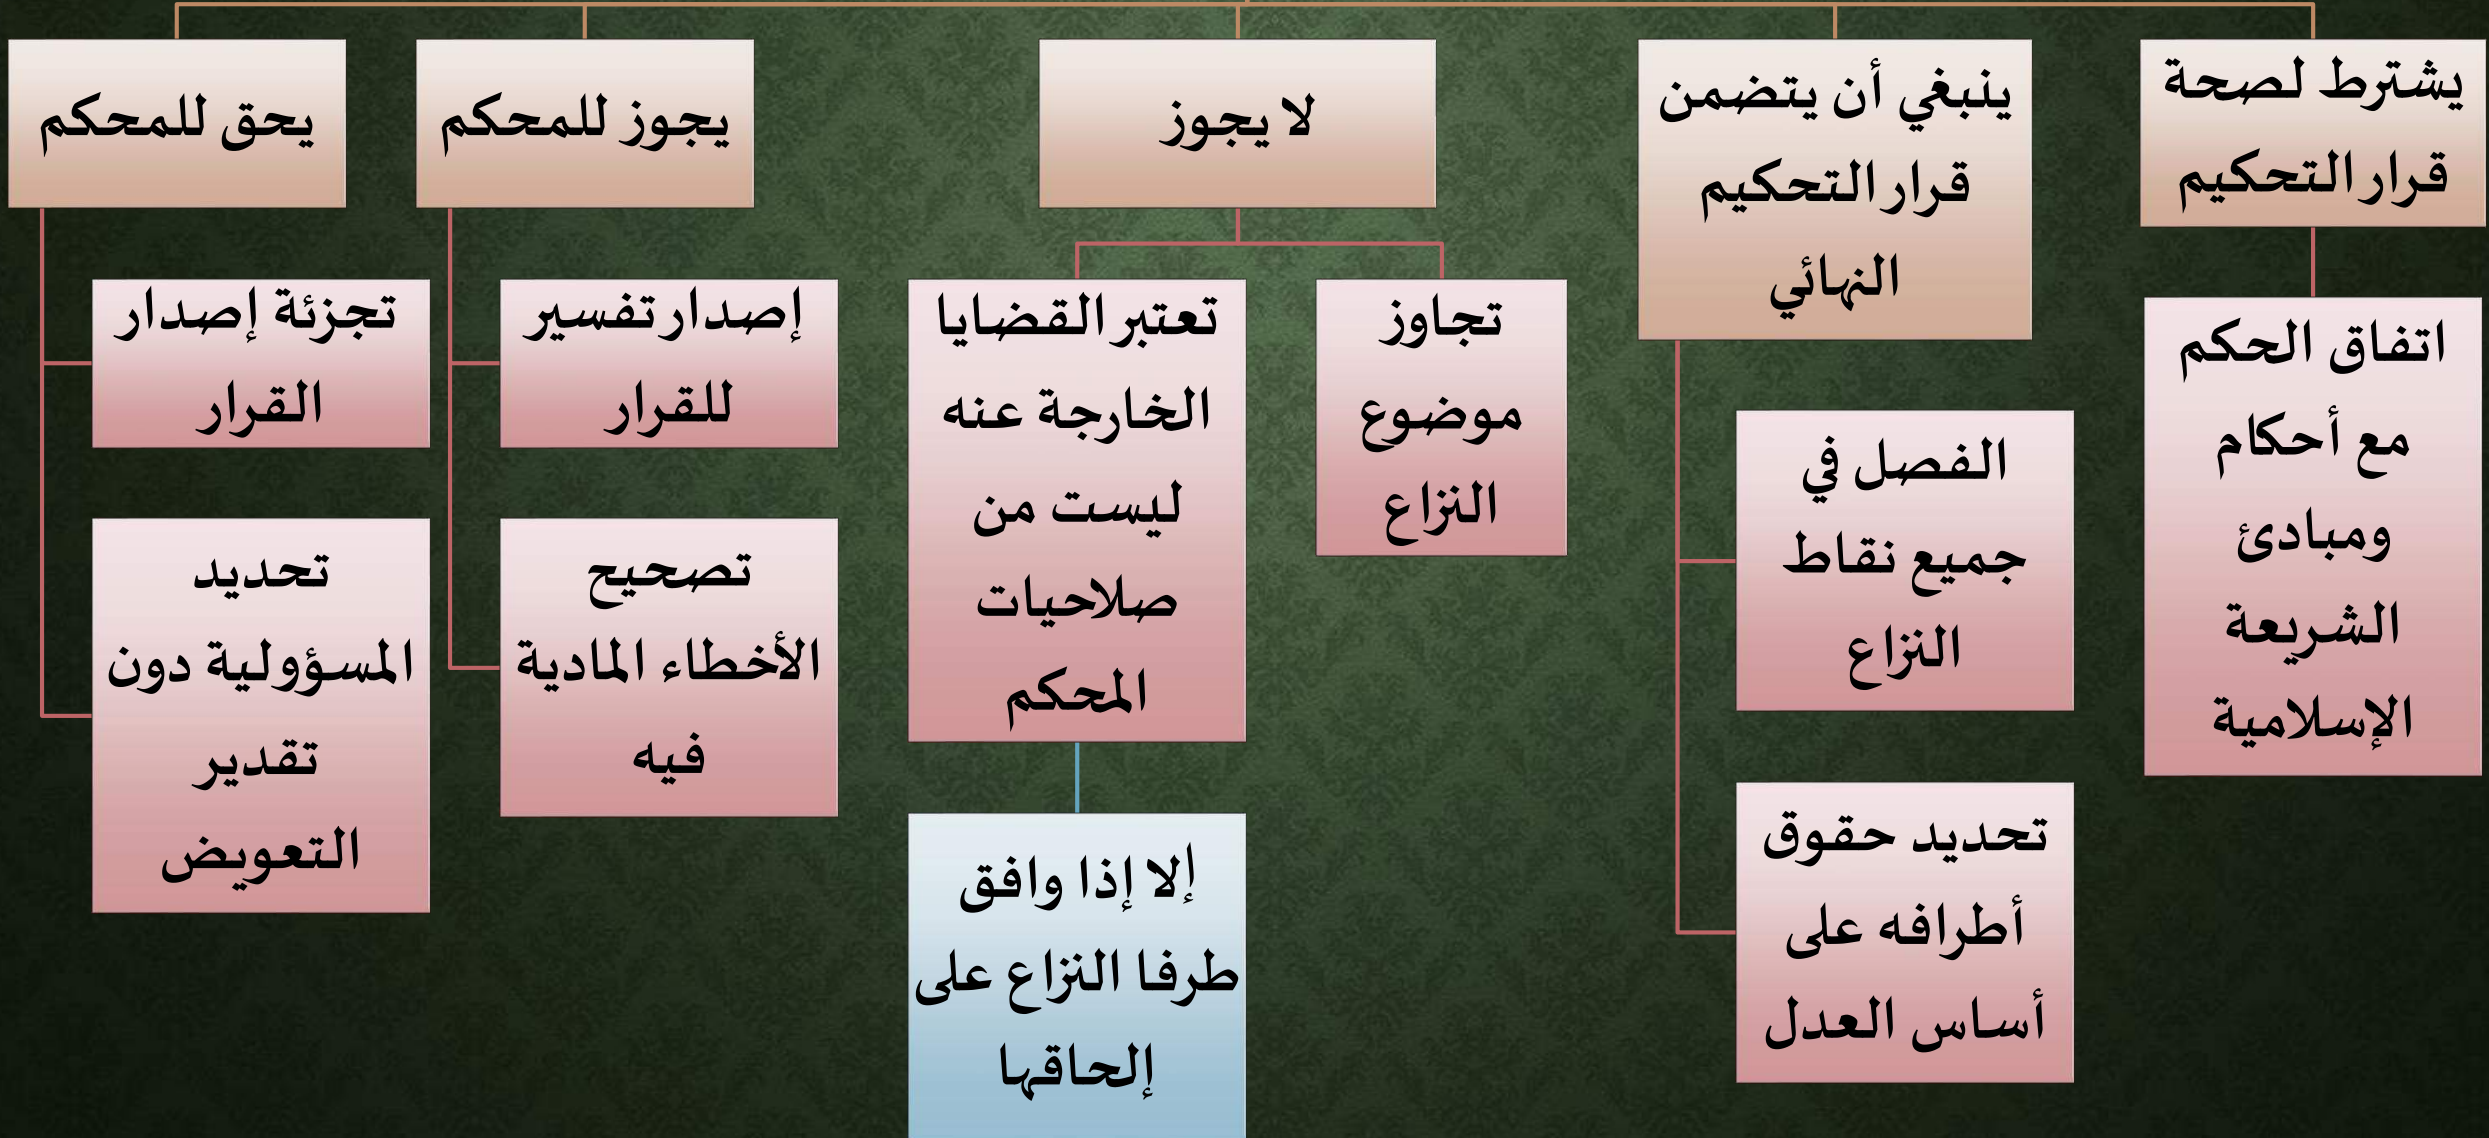 يشترط لصحة
قرار التحكيم
اتفاق الحكم
مع أحكام
ومبادئ
الشريعة
الإسلامية
ينبغي أن يتضمن
قرار التحكيم
النهائي
الفصل في
جميع نقاط
النزاع
تحديد حقوق
أطرافه على
أساس العدل
لا يجوز
تجاوز
موضوع
النزاع
تعتبر القضايا
الخارجة عنه
ليست من
صلاحيات
المحكم
إلا إذا وافق
طرفا النزاع على
إلحاقها
يجوز للمحكم
إصدار تفسير
للقرار
تصحيح
الأخطاء المادية
فيه
يحق للمحكم
تجزئة إصدار
القرار
تحديد
المسؤولية دون
تقدير
التعويض